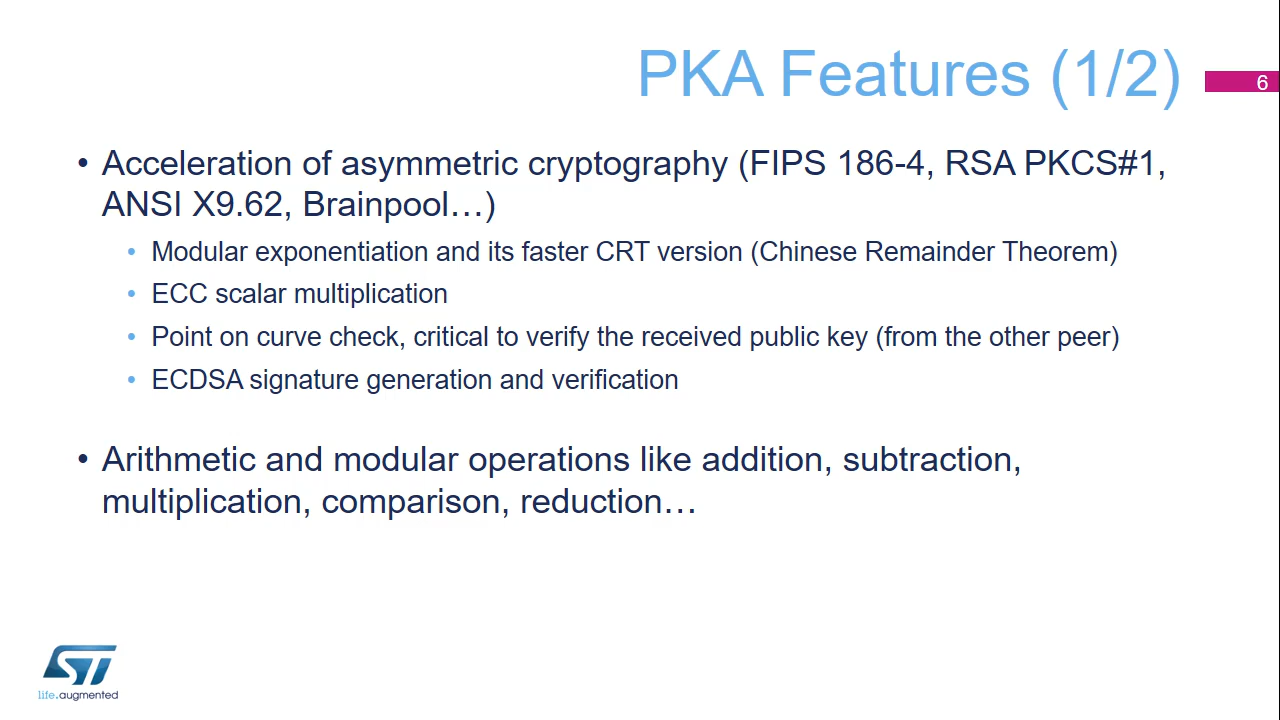 PKA Features (1/2)
6
• Acceleration of asymmetric cryptography (FIPS 186-4, RSA PKCS#1,
ANSI X9.62, Brainpool…)
• Modular exponentiation and its faster CRT version (Chinese Remainder Theorem)
• ECC scalar multiplication
• Point on curve check, critical to verify the received public key (from the other peer)
• ECDSA signature generation and verification
• Arithmetic and modular operations like addition, subtraction,
multiplication, comparison, reduction…
ST
life.augmented